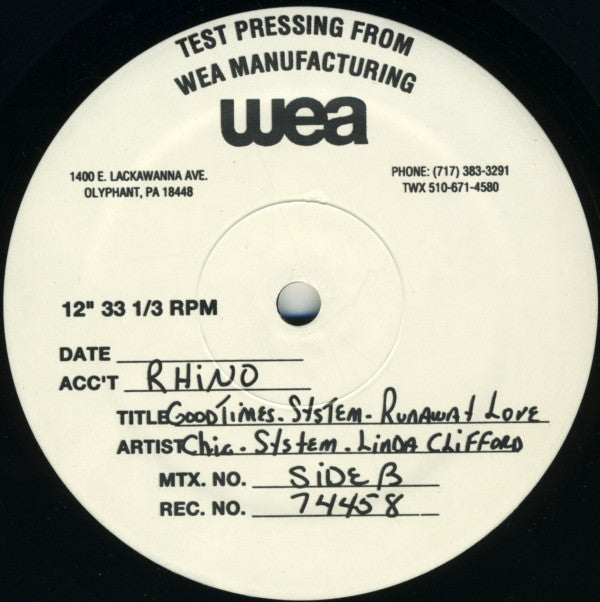 TEST PRESSING FROM
WEA MANUFACTURING
wea
1400 E. LACKAWANNA AVE.
OLYPHANT, PA 18448
PHONE: (717) 383-3291
TWX 510-671-4580
12" 33 1/3 RPM
DATE
ACC'T RHiNO
TITLE GOOD TiMES. SYSTEM. RUNAWAY LOVE
ARTIST Chic. SYSTEM. LiNDA CLiFFORD
MTX. NO. SiDE B
REC. NO. 74458